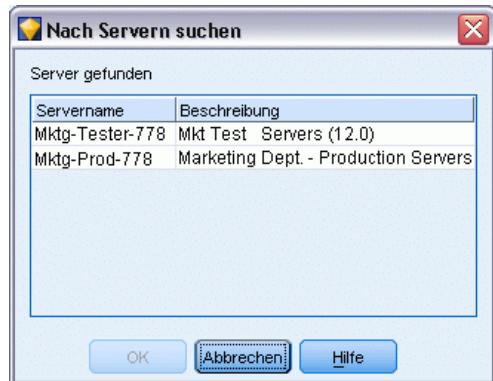 Nach Servern suchen
Server gefunden
Servername Beschreibung
Mktg-Tester-778 Mkt Test Servers (12.0)
Mktg-Prod-778 Marketing Dept. - Production Servers
OK Abbrechen Hilfe